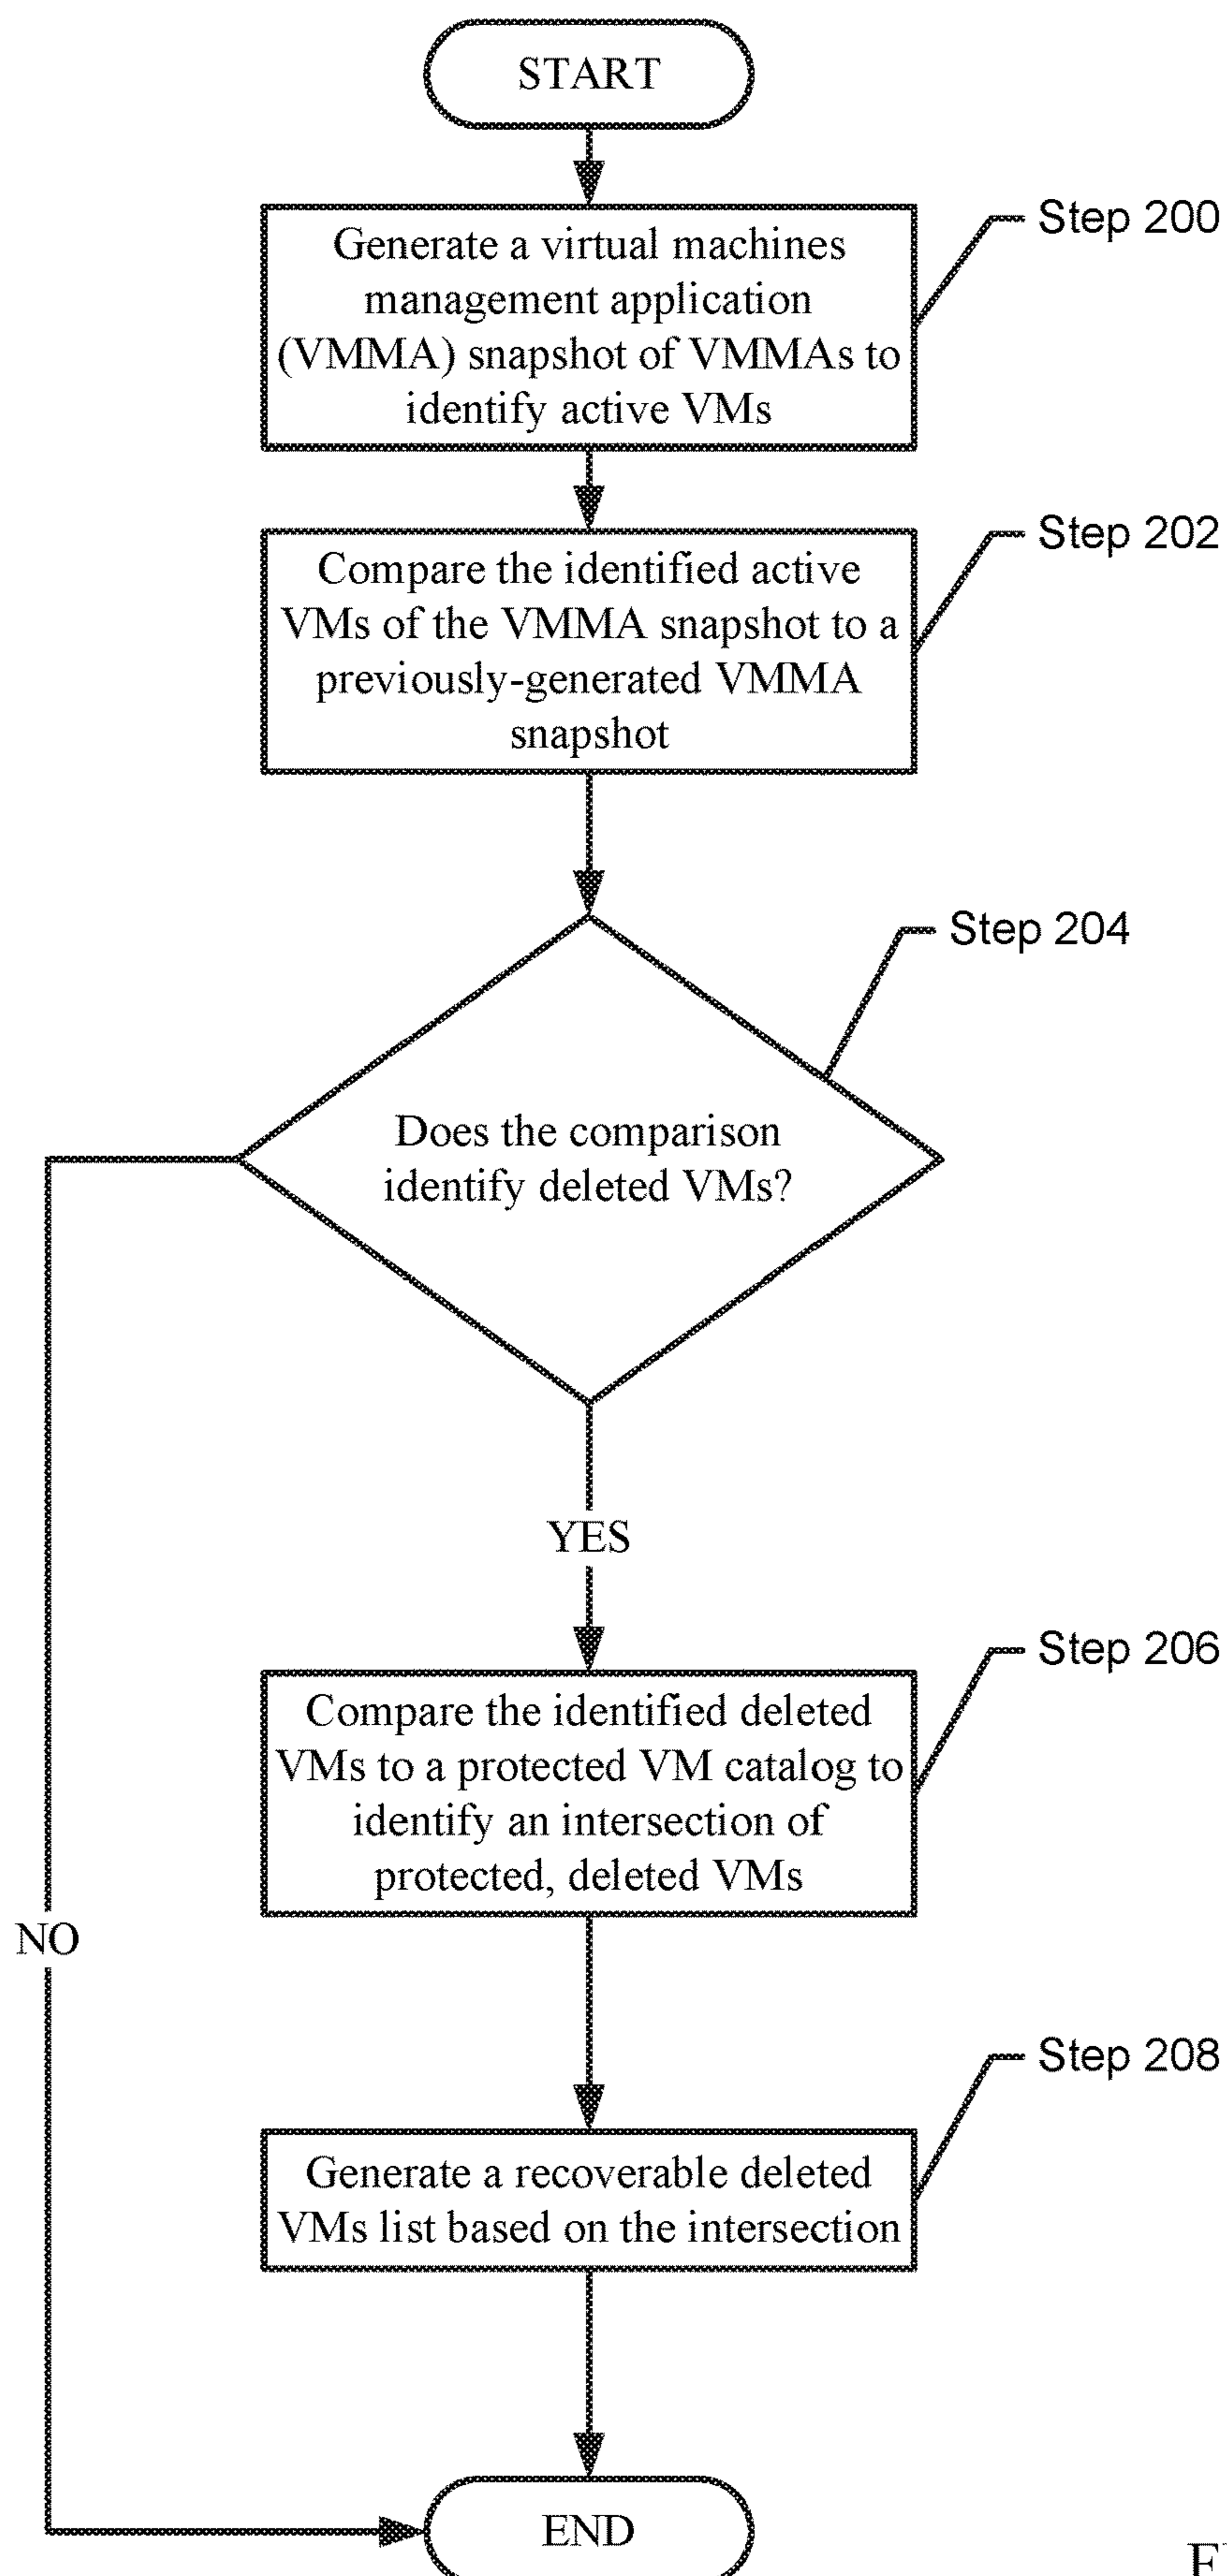 START
Step 200
Generate a virtual machines
management application
(VMMA) snapshot of VMMAs to
identify active VMs
Step 202
Compare the identified active
VMs of the VMMA snapshot to a
previously-generated VMMA
snapshot
Step 204
Does the comparison
identify deleted VMs?
YES
Step 206
Compare the identified deleted
VMs to a protected VM catalog to
identify an intersection of
protected, deleted VMs
NO
Step 208
Generate a recoverable deleted
VMs list based on the intersection
END